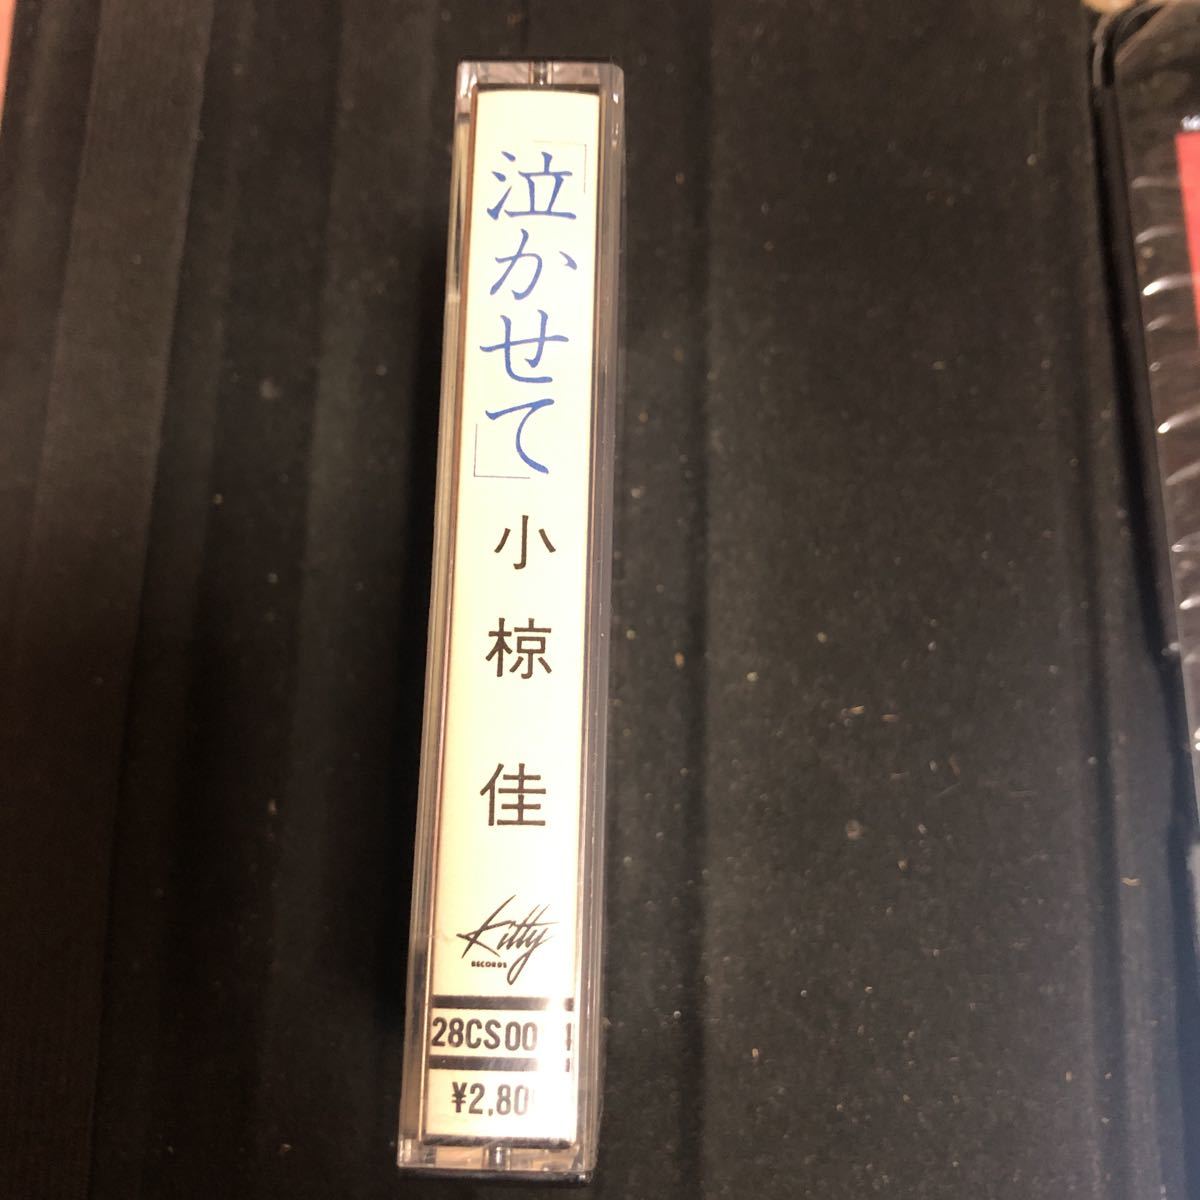 「泣かせて」
小椋佳
Kitty
RECORDS
28CS00
¥2,80